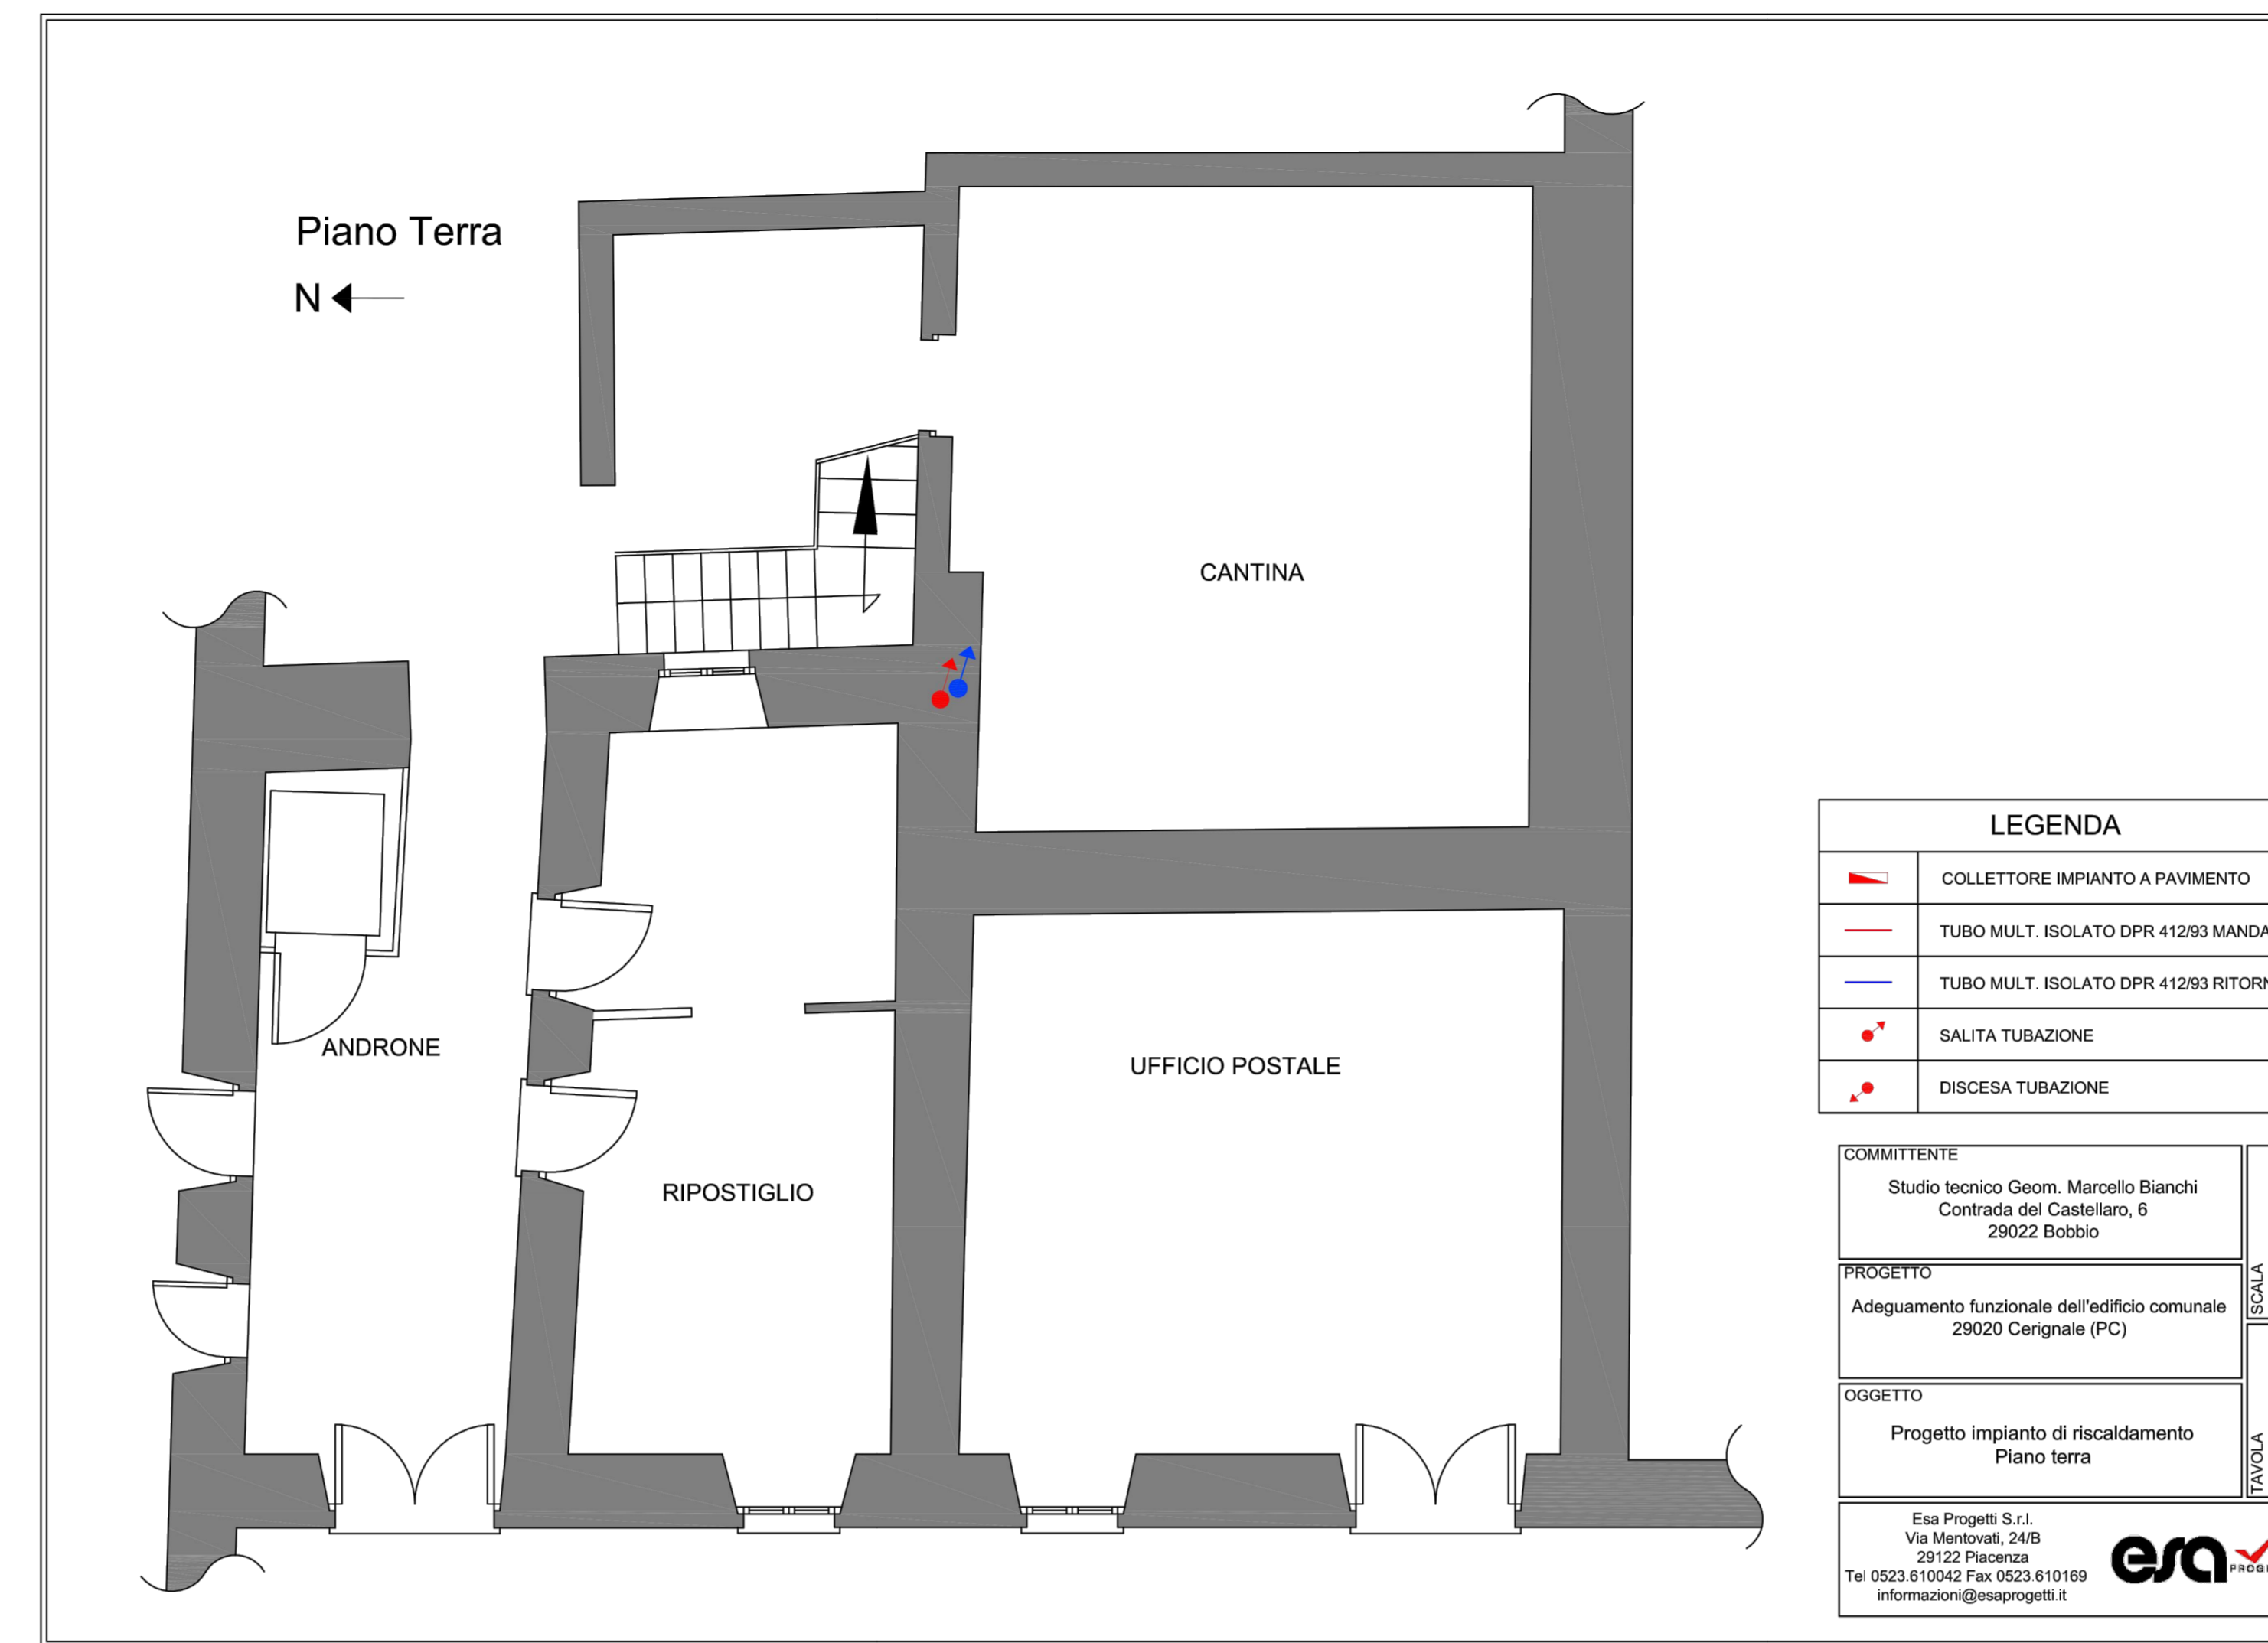 Piano Terra
N
CANTINA
ANDRONE
UFFICIO POSTALE
RIPOSTIGLIO
LEGENDA
COLLETTORE IMPIANTO A PAVIMENTO
TUBO MULT. ISOLATO DPR 412/93 MANDA
TUBO MULT. ISOLATO DPR 412/93 RITORN
SALITA TUBAZIONE
DISCESA TUBAZIONE
COMMITTENTE
Studio tecnico Geom. Marcello Bianchi
Contrada del Castellaro, 6
29022 Bobbio
PROGETTO
Adeguamento funzionale dell'edificio comunale
29020 Cerignale (PC)
SCALA
OGGETTO
Progetto impianto di riscaldamento
Piano terra
TAVOLA
Esa Progetti S.r.l.
Via Mentovati, 24/B
29122 Piacenza
Tel 0523.610042 Fax 0523.610169
informazioni@esaprogetti.it
esa